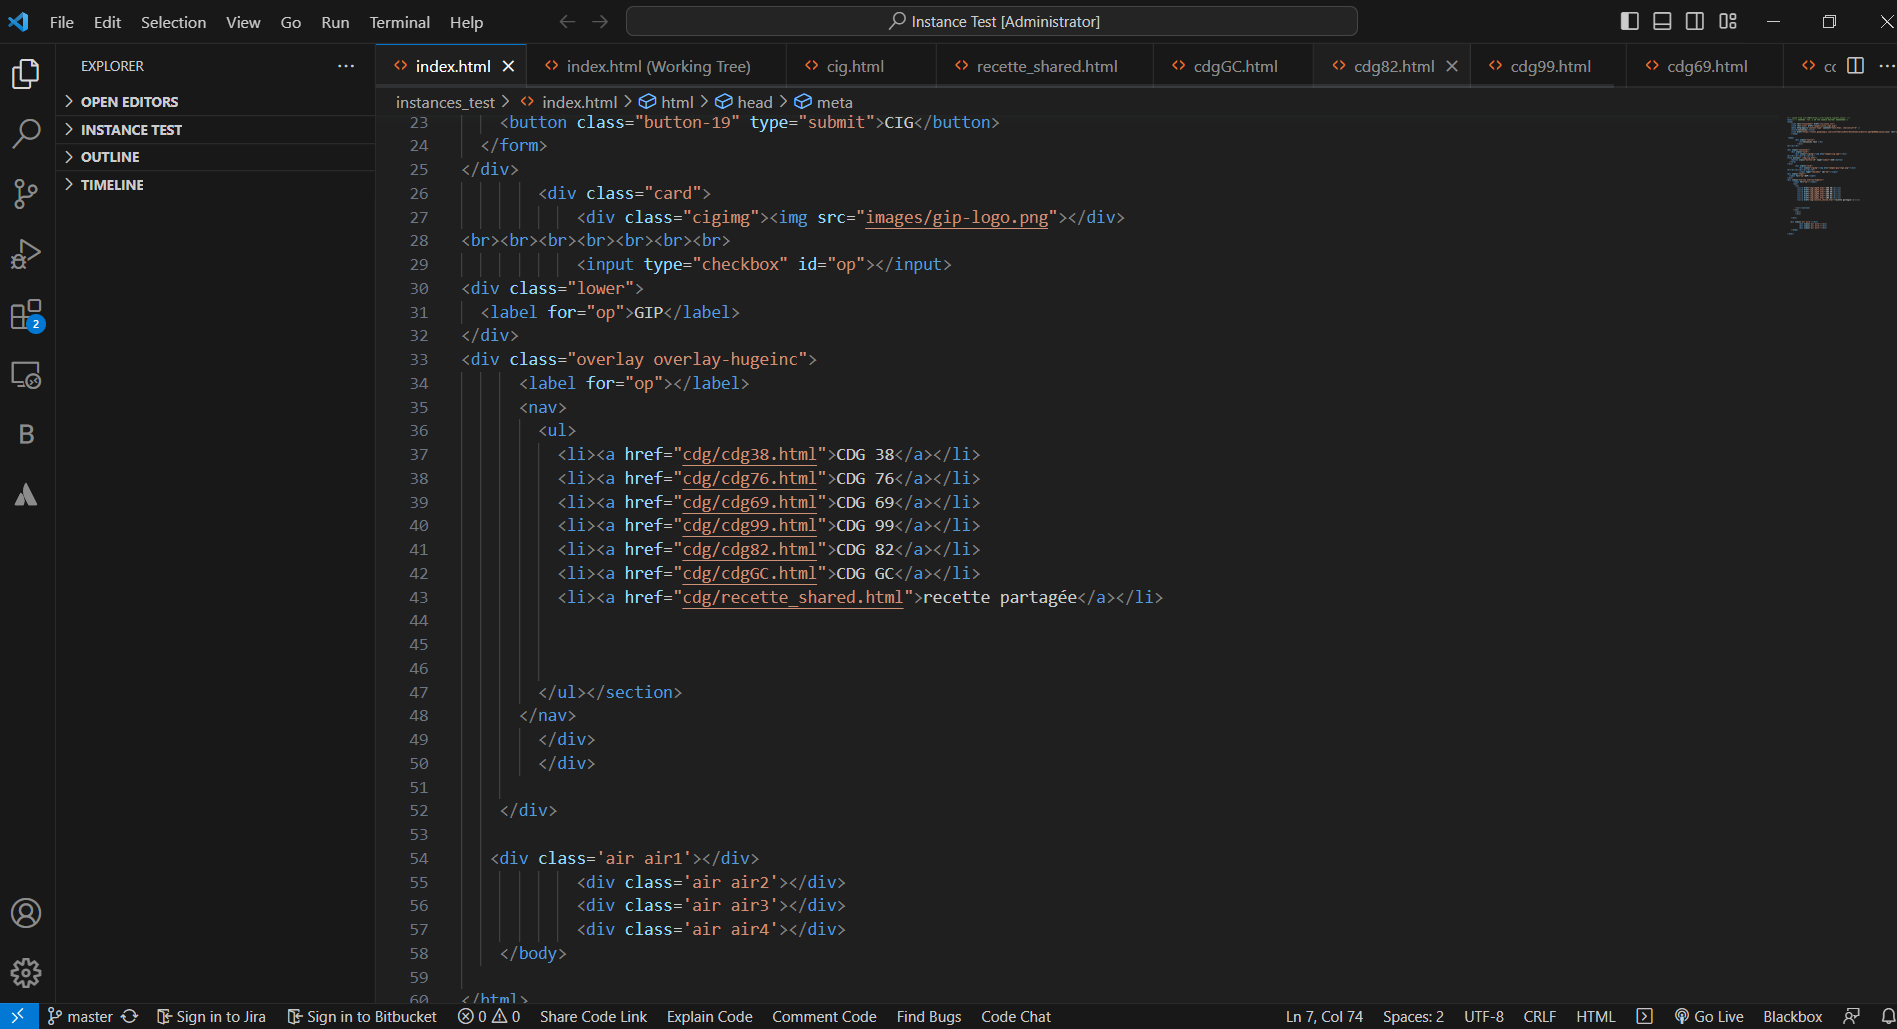 File Edit Selection View Go Run Terminal Help
Instance Test [Administrator]
EXPLORER
OPEN EDITORS
INSTANCE TEST
OUTLINE
TIMELINE
2
B
index.html
index.html (Working Tree)
cig.html
recette_shared.html
cdgGC.html
cdg82.html
cdg99.html
cdg69.html
instances_test > index.html > html > head > meta
23 <button class="button-19" type="submit">CIG</button>
24 </form>
25 </div>
26 <div class="card">
27 <div class="cigimg"><img src="images/gip-logo.png"></div>
28 <br><br><br><br><br><br><br>
29 <input type="checkbox" id="op"></input>
30 <div class="lower">
31 <label for="op">GIP</label>
32 </div>
33 <div class="overlay overlay-hugeinc">
34 <label for="op"></label>
35 <nav>
36 <ul>
37 <li><a href="cdg/cdg38.html">CDG 38</a></li>
38 <li><a href="cdg/cdg76.html">CDG 76</a></li>
39 <li><a href="cdg/cdg69.html">CDG 69</a></li>
40 <li><a href="cdg/cdg99.html">CDG 99</a></li>
41 <li><a href="cdg/cdg82.html">CDG 82</a></li>
42 <li><a href="cdg/cdgGC.html">CDG GC</a></li>
43 <li><a href="cdg/recette_shared.html">recette partagée</a></li>
44
45
46
47 </ul></section>
48 </nav>
49 </div>
50 </div>
51
52 </div>
53
54 <div class='air air1'></div>
55 <div class='air air2'></div>
56 <div class='air air3'></div>
57 <div class='air air4'></div>
58 </body>
59
60 </html>
master Sign in to Jira Sign in to Bitbucket 0 0 Share Code Link Explain Code Comment Code Find Bugs Code Chat Ln 7, Col 74 Spaces: 2 UTF-8 CRLF HTML Go Live Blackbox